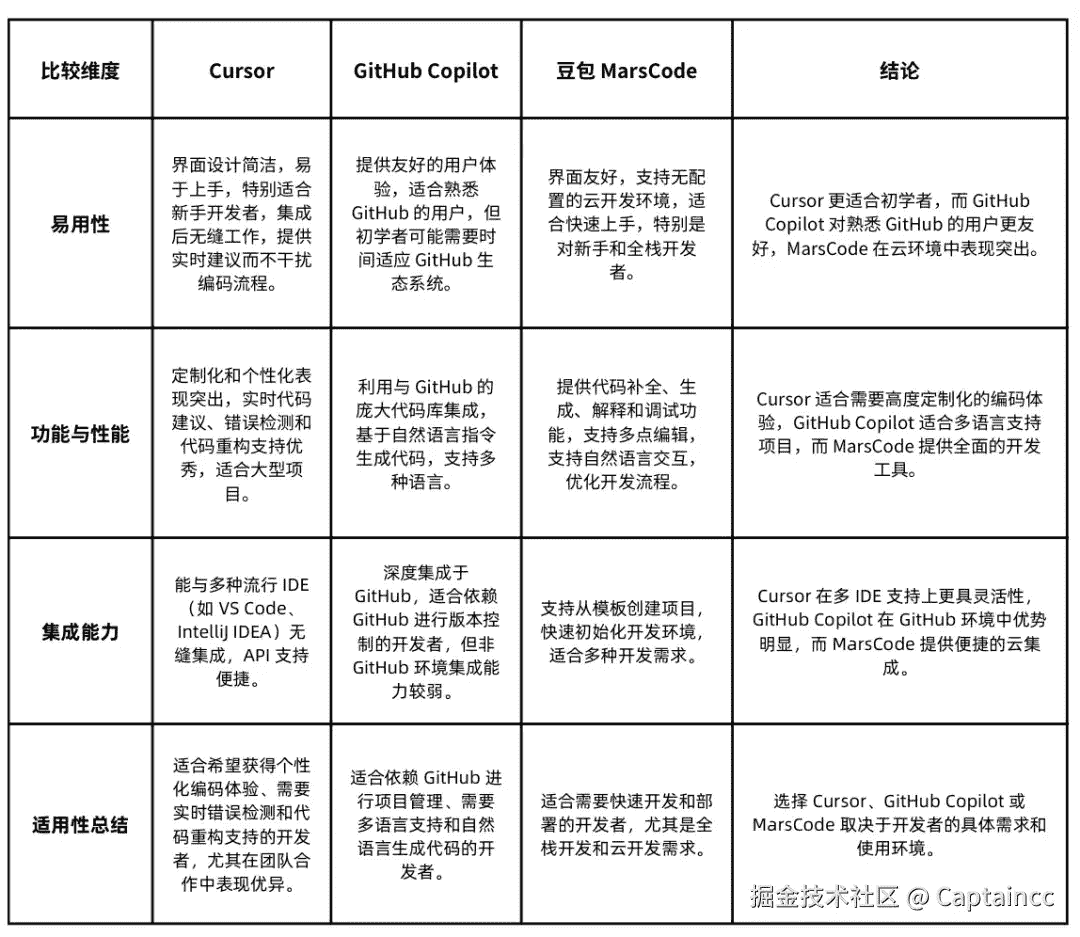 比较维度
Cursor
GitHub Copilot
豆包 MarsCode
结论
易用性
界面设计简洁，易
于上手，特别适合
新手开发者，集成
后无缝工作，提供
实时建议而不干扰
编码流程。
提供友好的用户体
验，适合熟悉
GitHub 的用户，但
初学者可能需要时
间适应 GitHub 生
态系统。
界面友好，支持无配
置的云开发环境，适
合快速上手，特别是
对新手和全栈开发
者。
Cursor 更适合初学者，而 GitHub
Copilot 对熟悉 GitHub 的用户更友
好，MarsCode 在云环境中表现突出。
功能与性能
定制化和个性化表
现突出，实时代码
建议、错误检测和
代码重构支持优
秀，适合大型项
目。
利用与 GitHub 的
庞大代码库集成，
基于自然语言指令
生成代码，支持多
种语言。
提供代码补全、生
成、解释和调试功
能，支持多点编辑，
支持自然语言交互，
优化开发流程。
Cursor 适合需要高度定制化的编码体
验，GitHub Copilot 适合多语言支持
项目，而 MarsCode 提供全面的开发
工具。
集成能力
能与多种流行 IDE
（如 VS Code、
IntelliJ IDEA）无
缝集成，API 支持
便捷。
深度集成于
GitHub，适合依赖
GitHub 进行版本控
制的开发者，但非
GitHub 环境集成能
力较弱。
支持从模板创建项目，
快速初始化开发环境，
适合多种开发需求。
Cursor 在多 IDE 支持上更具灵活性，
GitHub Copilot 在 GitHub 环境中优势
明显，而 MarsCode 提供便捷的云集
成。
适用性总结
适合希望获得个性
化编码体验、需要
实时错误检测和代
码重构支持的开发
者，尤其在团队合
作中表现优异。
适合依赖 GitHub 进
行项目管理、需要
多语言支持和自然
语言生成代码的开
发者。
适合需要快速开发和部
署的开发者，尤其是全
栈开发和云开发需求。
选择 Cursor、GitHub Copilot 或
MarsCode 取决于开发者的具体需求和
使用环境。
掘金技术社区 @ Captaincc